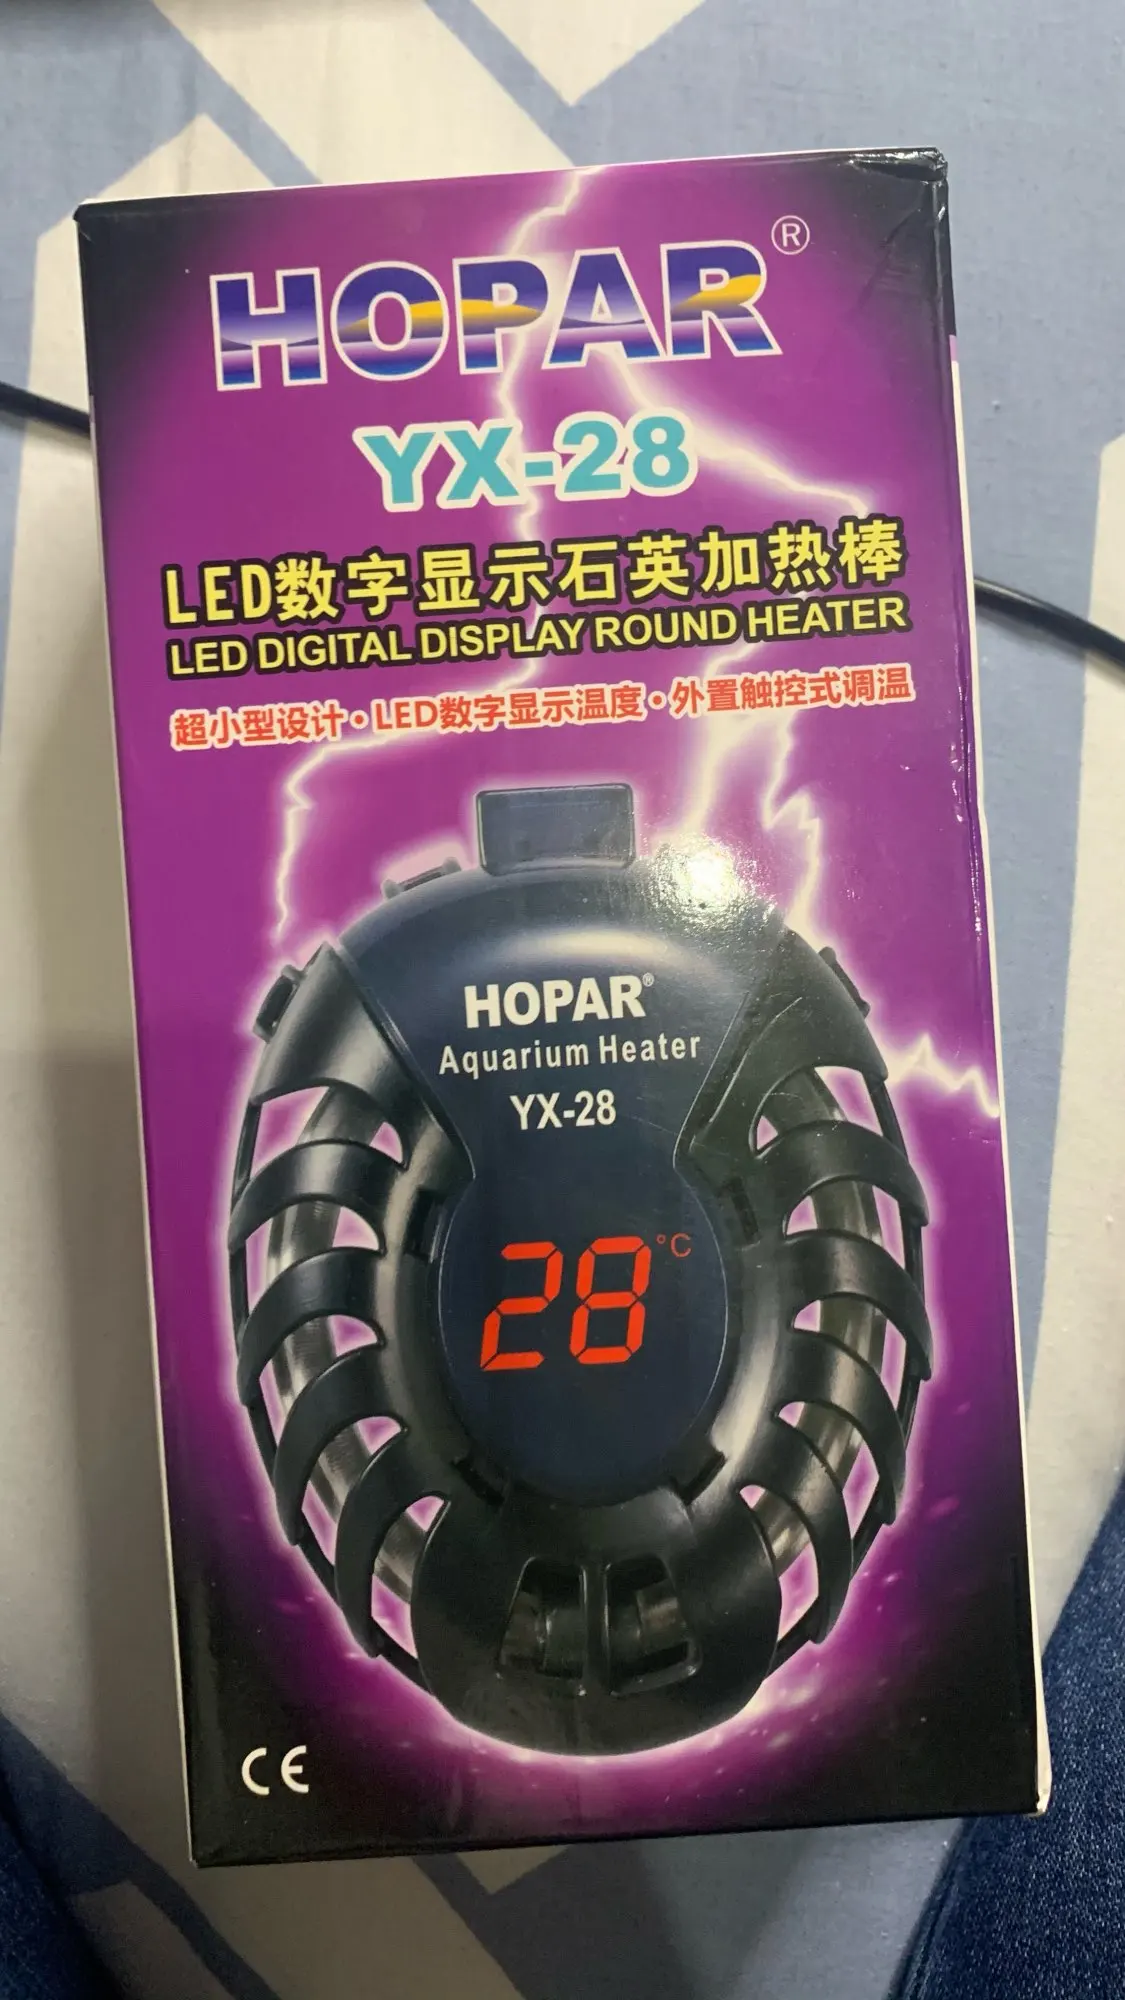 HOPAR®
YX-28
LED数字显示石英加热棒
LED DIGITAL DISPLAY ROUND HEATER
超小型设计·LED数字显示温度·外置触控式调温
HOPAR®
Aquarium Heater
YX-28
28°C
CE